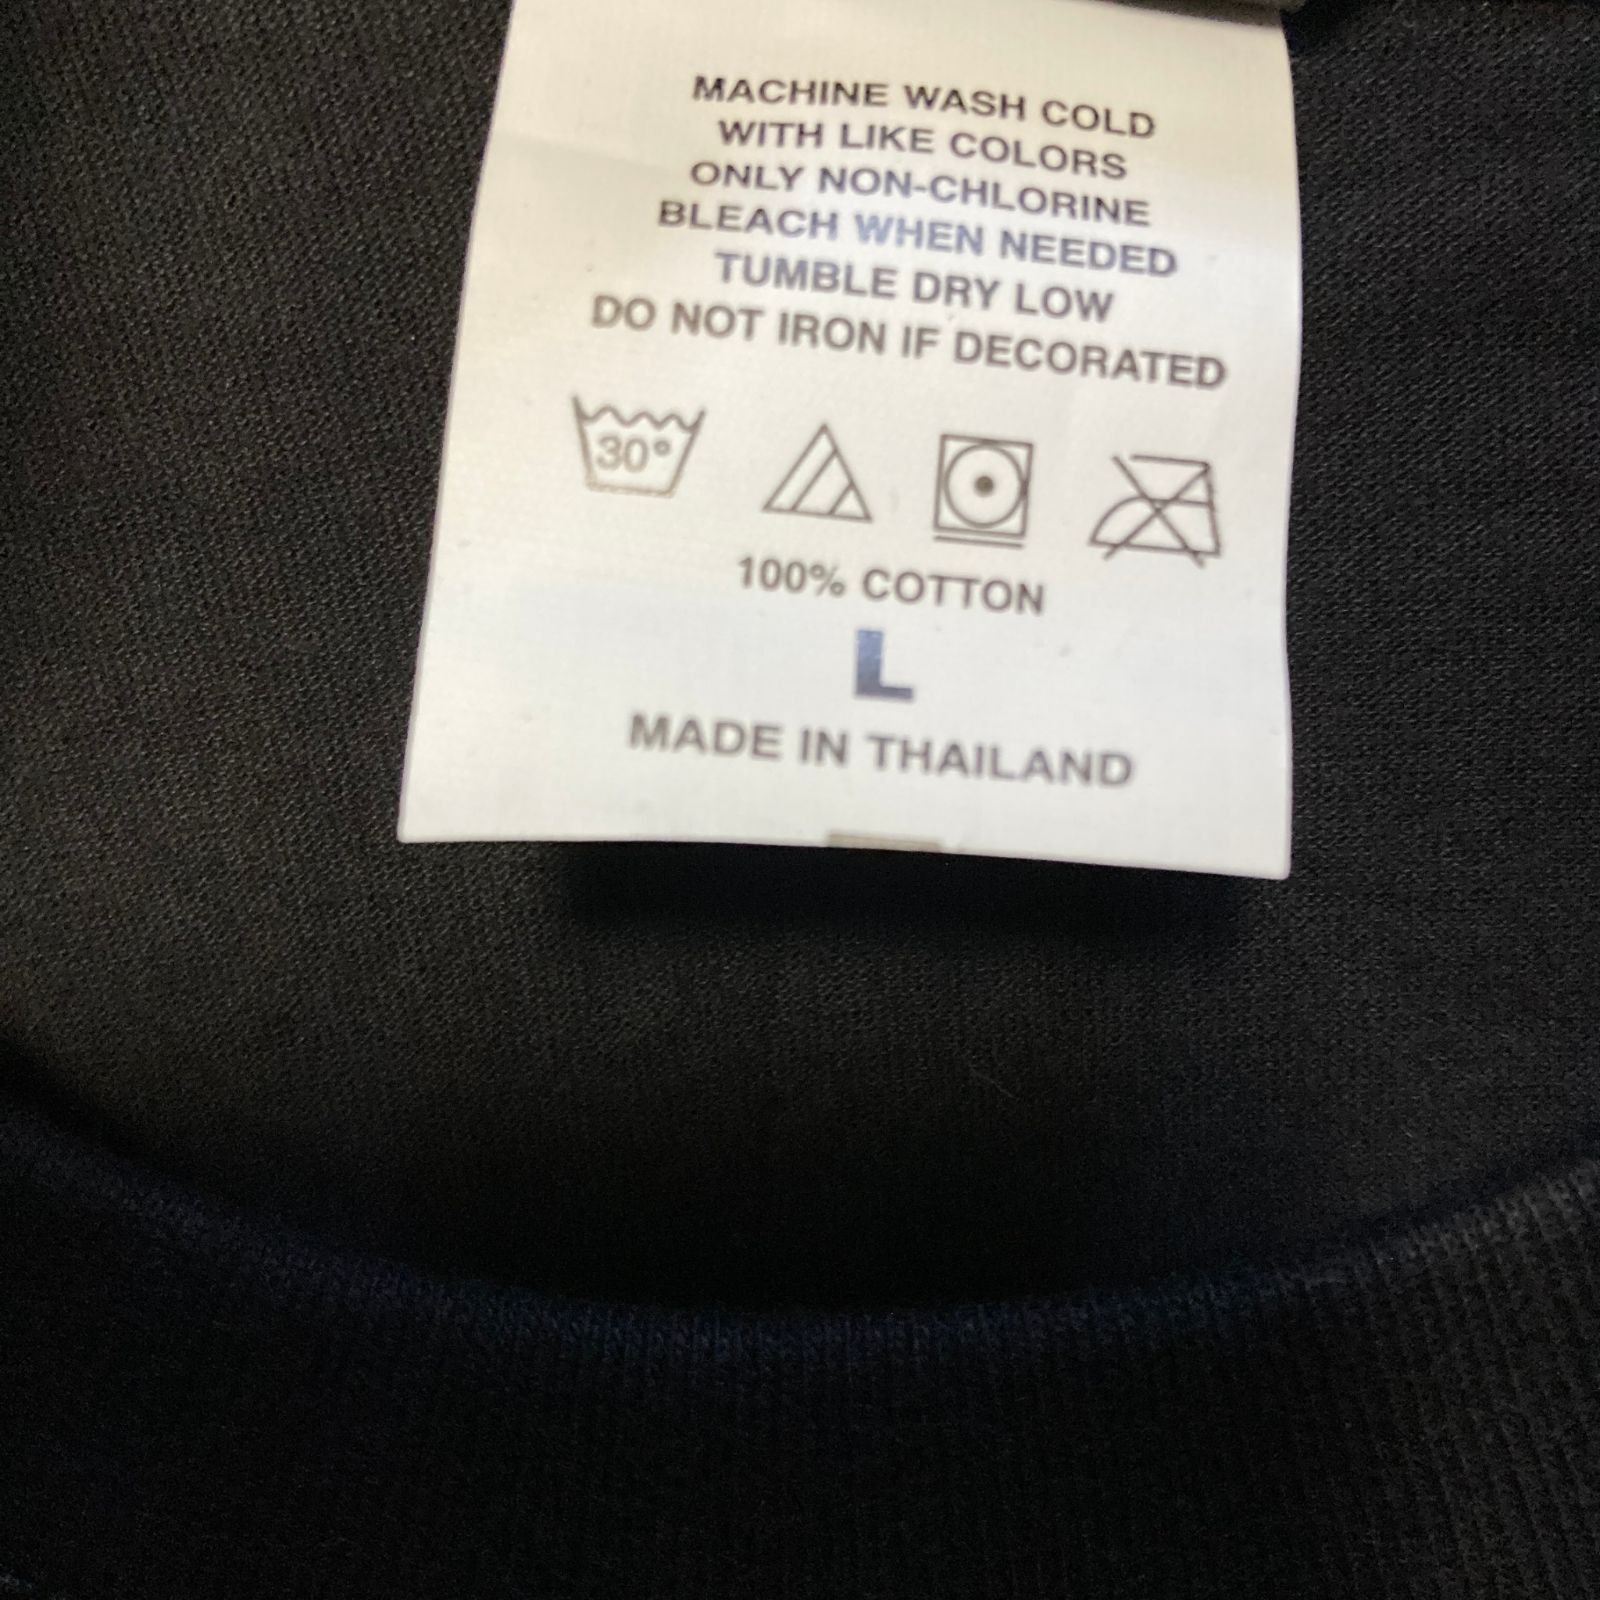 MACHINE WASH COLD
WITH LIKE COLORS
ONLY NON-CHLORINE
BLEACH WHEN NEEDED
TUMBLE DRY LOW
DO NOT IRON IF DECORATED
30°
100% COTTON
L
MADE IN THAILAND